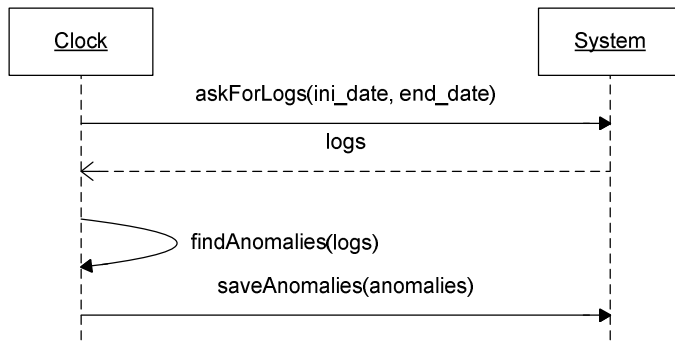 Clock
System
askForLogs(ini_date, end_date)
logs
findAnomalies(logs)
saveAnomalies(anomalies)